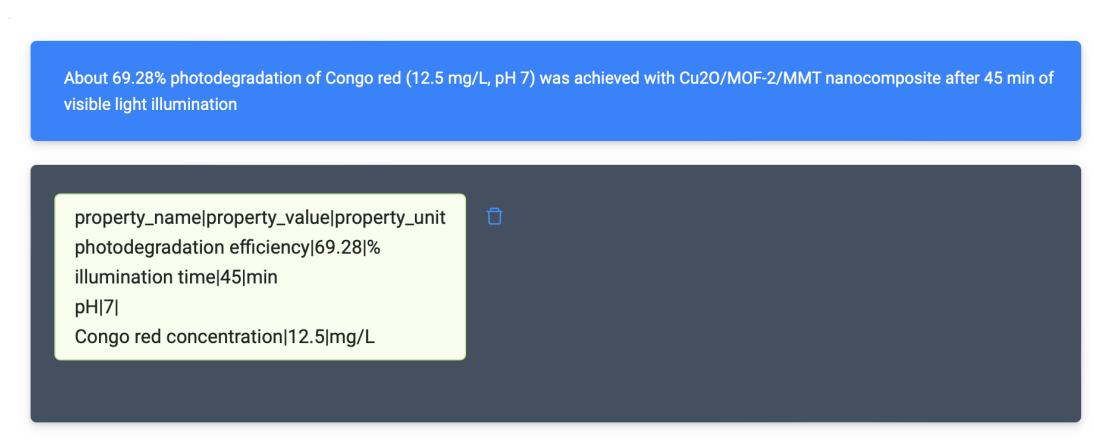 About 69.28% photodegradation of Congo red (12.5 mg/L, pH 7) was achieved with Cu2O/MOF-2/MMT nanocomposite after 45 min of
visible light illumination
property_name|property_value|property_unit
photodegradation efficiency|69.28|%
illumination time|45|min
pH|7|
Congo red concentration|12.5|mg/L